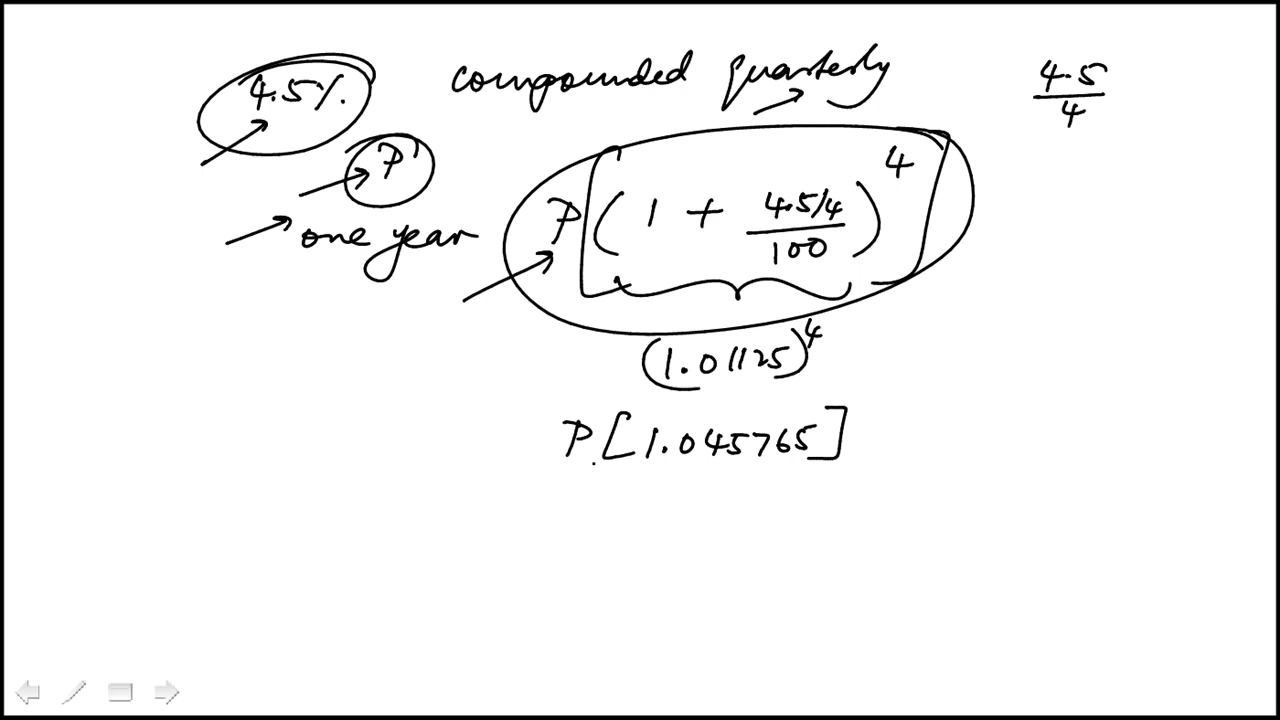 4.5% compounded quarterly 4.5/4
P
one year
P [(1 + 4.5/4 / 100)^4]
(1.01125)^4
P. [1.045765]